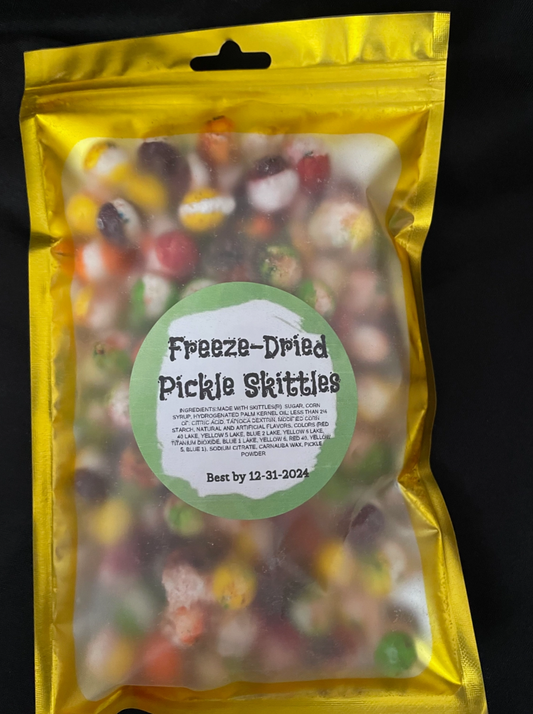 Freeze-Dried
Pickle Skittles
INGREDIENTS:MADE WITH SKITTLES(R): SUGAR, CORN
SYRUP, HYDROGENATED PALM KERNEL OIL; LESS THAN 2%
OF: CITRIC ACID, TAPIOCA DEXTRIN, MODIFIED CORN
STARCH, NATURAL AND ARTIFICIAL FLAVORS, COLORS (RED
40 LAKE, YELLOW 5 LAKE, BLUE 2 LAKE, YELLOW 6 LAKE,
TITANIUM DIOXIDE, BLUE 1 LAKE, YELLOW 6, RED 40, YELLOW
5, BLUE 1), SODIUM CITRATE, CARNAUBA WAX, PICKLE
POWDER
Best by 12-31-2024